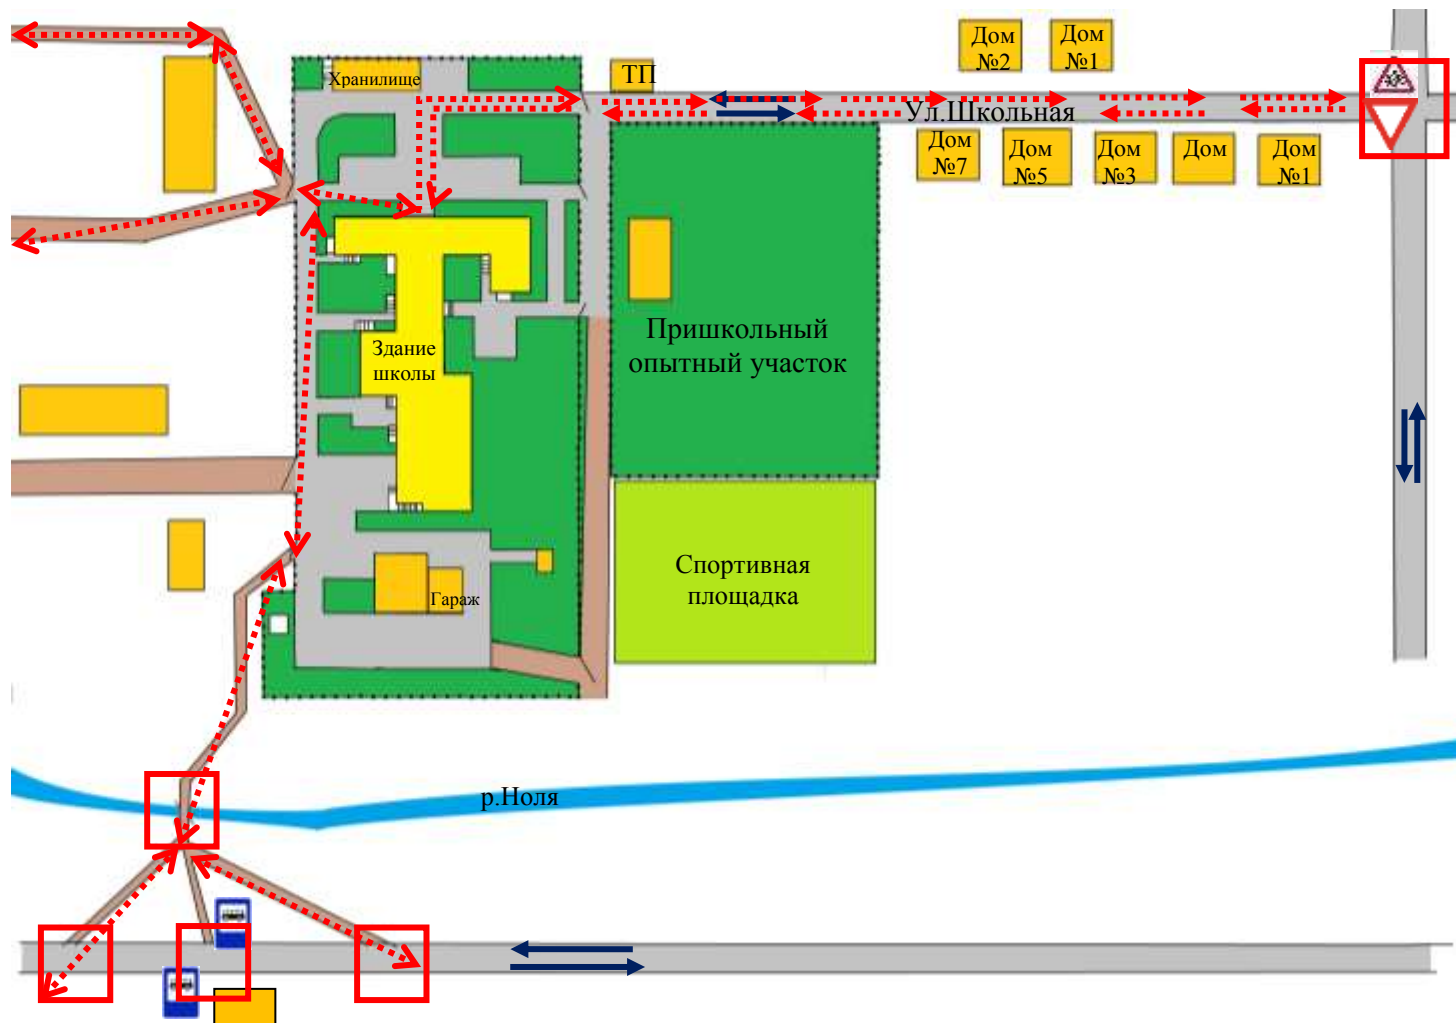 Дом
№2
Дом
№1
Хранилище
ТП
Ул.Школьная
Дом
№7
Дом
№5
Дом
№3
Дом
Дом
№1
Здание
школы
Пришкольный
опытный участок
Спортивная
площадка
Гараж
р.Ноля